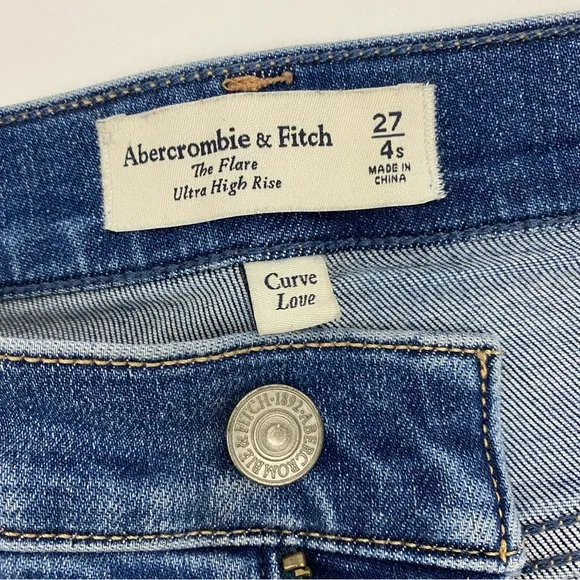 Abercrombie & Fitch
The Flare
Ultra High Rise
27
4s
MADE IN
CHINA
Curve
Love
ABERCROMBIE & FITCH · 1892 ·